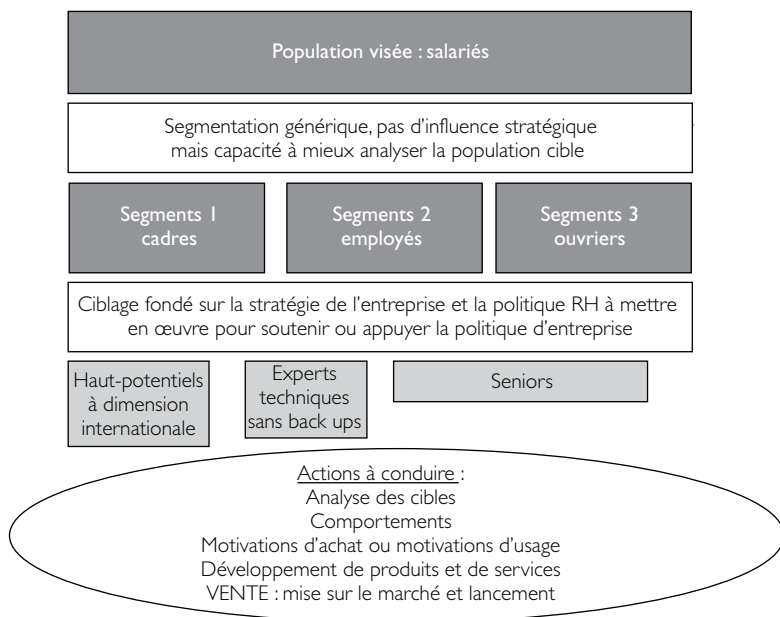 Population visée : salariés
Segmentation générique, pas d'influence stratégique
mais capacité à mieux analyser la population cible
Segments 1
cadres
Segments 2
employés
Segments 3
ouvriers
Ciblage fondé sur la stratégie de l'entreprise et la politique RH à mettre
en œuvre pour soutenir ou appuyer la politique d'entreprise
Haut-potentiels
à dimension
internationale
Experts
techniques
sans back ups
Seniors
Actions à conduire :
Analyse des cibles
Comportements
Motivations d'achat ou motivations d'usage
Développement de produits et de services
VENTE : mise sur le marché et lancement